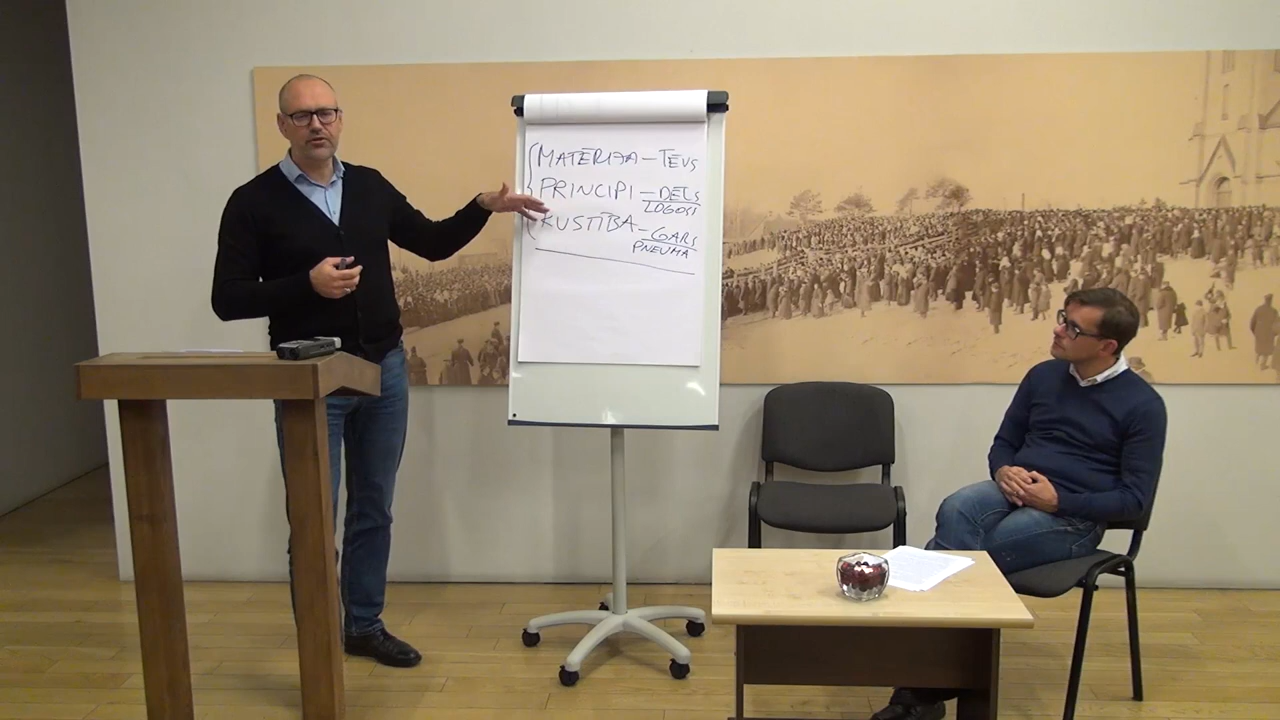 MATĒRIJA – TĒVS
PRINCIPI – DĒLS
LOGOSS
KUSTĪBA – GARS
PNEUMA